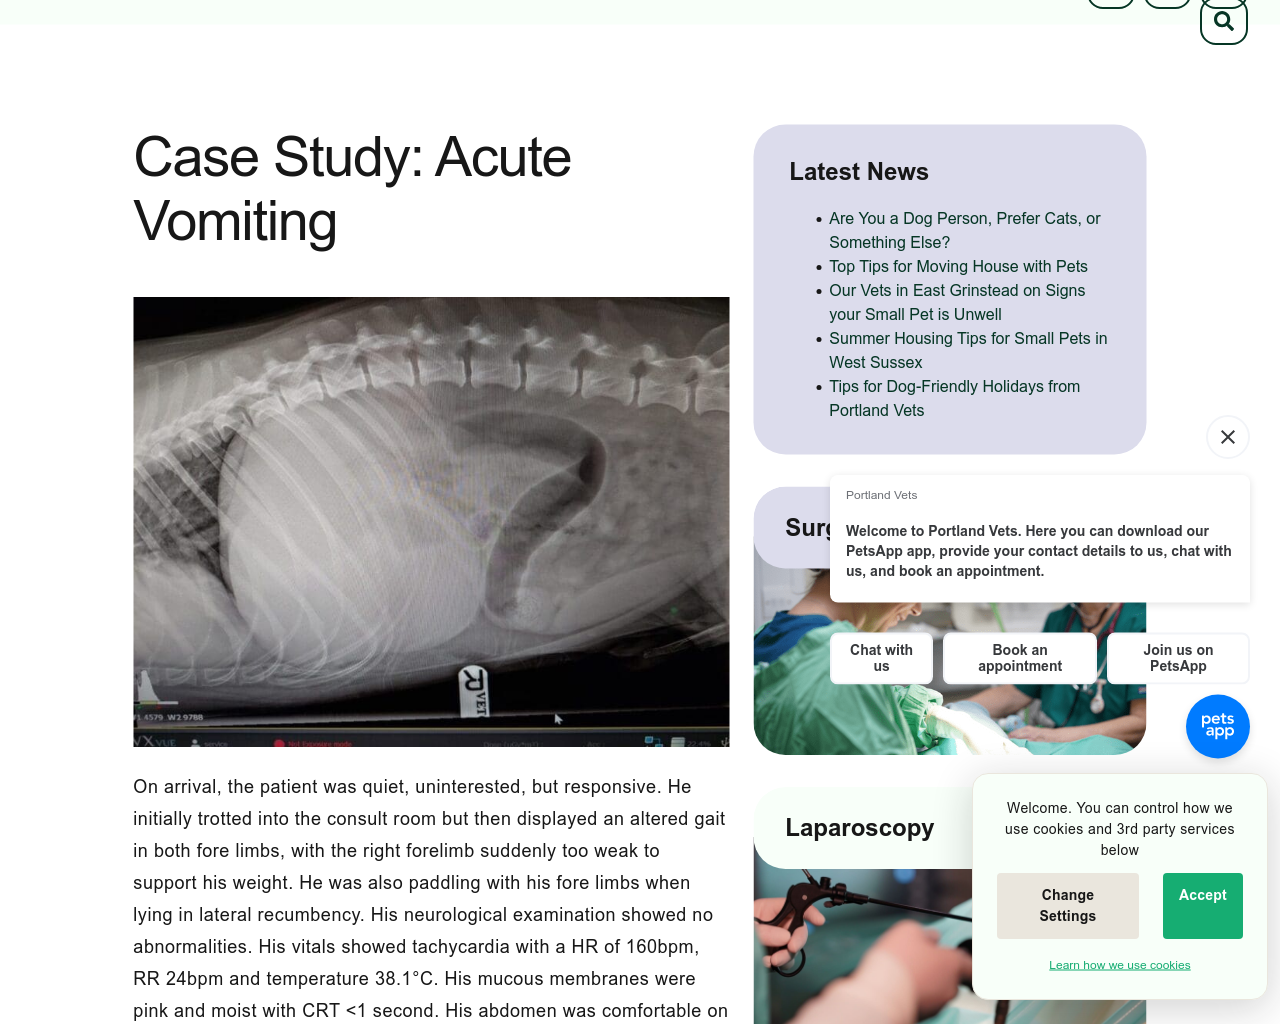 Case Study: Acute
Vomiting
On arrival, the patient was quiet, uninterested, but responsive. He
initially trotted into the consult room but then displayed an altered gait
in both fore limbs, with the right forelimb suddenly too weak to
support his weight. He was also paddling with his fore limbs when
lying in lateral recumbency. His neurological examination showed no
abnormalities. His vitals showed tachycardia with a HR of 160bpm,
RR 24bpm and temperature 38.1°C. His mucous membranes were
pink and moist with CRT <1 second. His abdomen was comfortable on
Latest News
Are You a Dog Person, Prefer Cats, or
Something Else?
Top Tips for Moving House with Pets
Our Vets in East Grinstead on Signs
your Small Pet is Unwell
Summer Housing Tips for Small Pets in
West Sussex
Tips for Dog-Friendly Holidays from
Portland Vets
Portland Vets
Welcome to Portland Vets. Here you can download our
PetsApp app, provide your contact details to us, chat with
us, and book an appointment.
Chat with
us
Book an
appointment
Join us on
PetsApp
pets
app
Laparoscopy
Welcome. You can control how we
use cookies and 3rd party services
below
Change
Settings
Accept
Learn how we use cookies